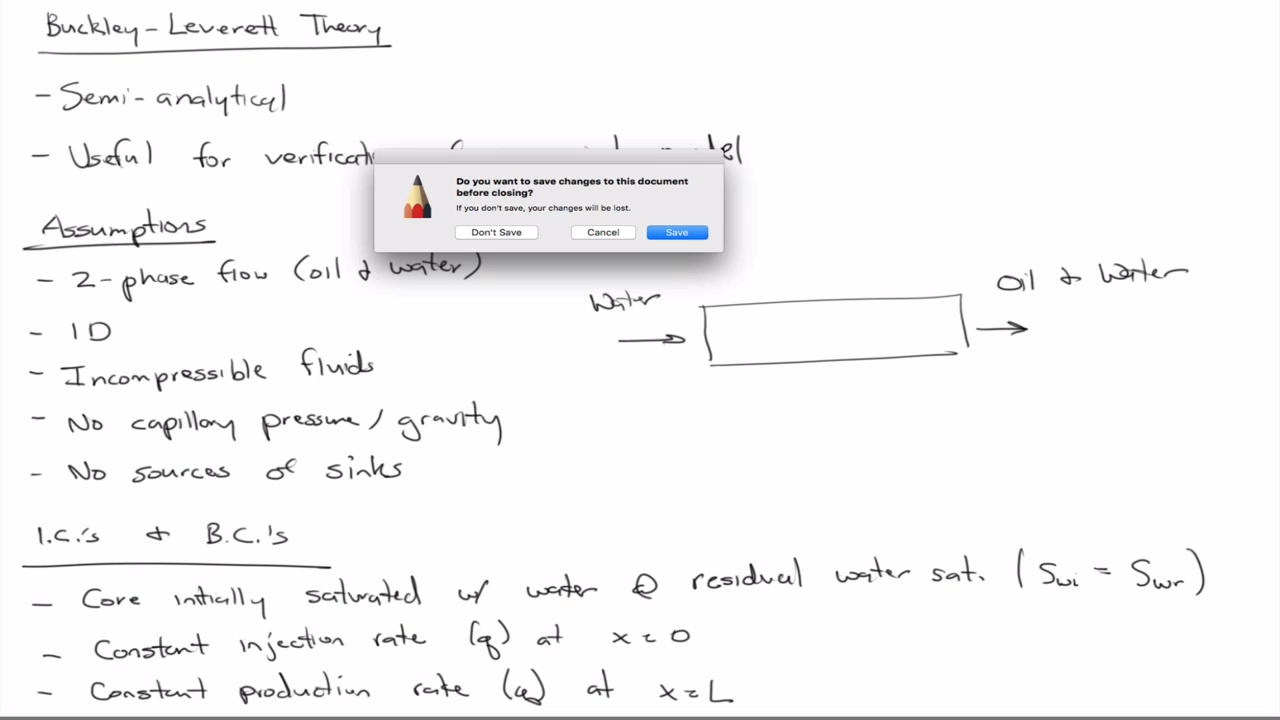 Buckley-Leverett Theory
- Semi-analytical
- Useful for
Do you want to save changes to this document
before closing?
If you don't save, your changes will be lost.
Don't Save Cancel Save
Assumptions
- 2-phase flow (oil & water)
Water
Oil & Water
- 1D
- Incompressible fluids
- No capillary pressure/gravity
- No sources of sinks
I.C.'s & B.C.'s
- Core initially saturated w/ water @ residual water sat. (Swi = Swr)
- Constant injection rate (q) at x=0
- Constant production rate (q) at x=L